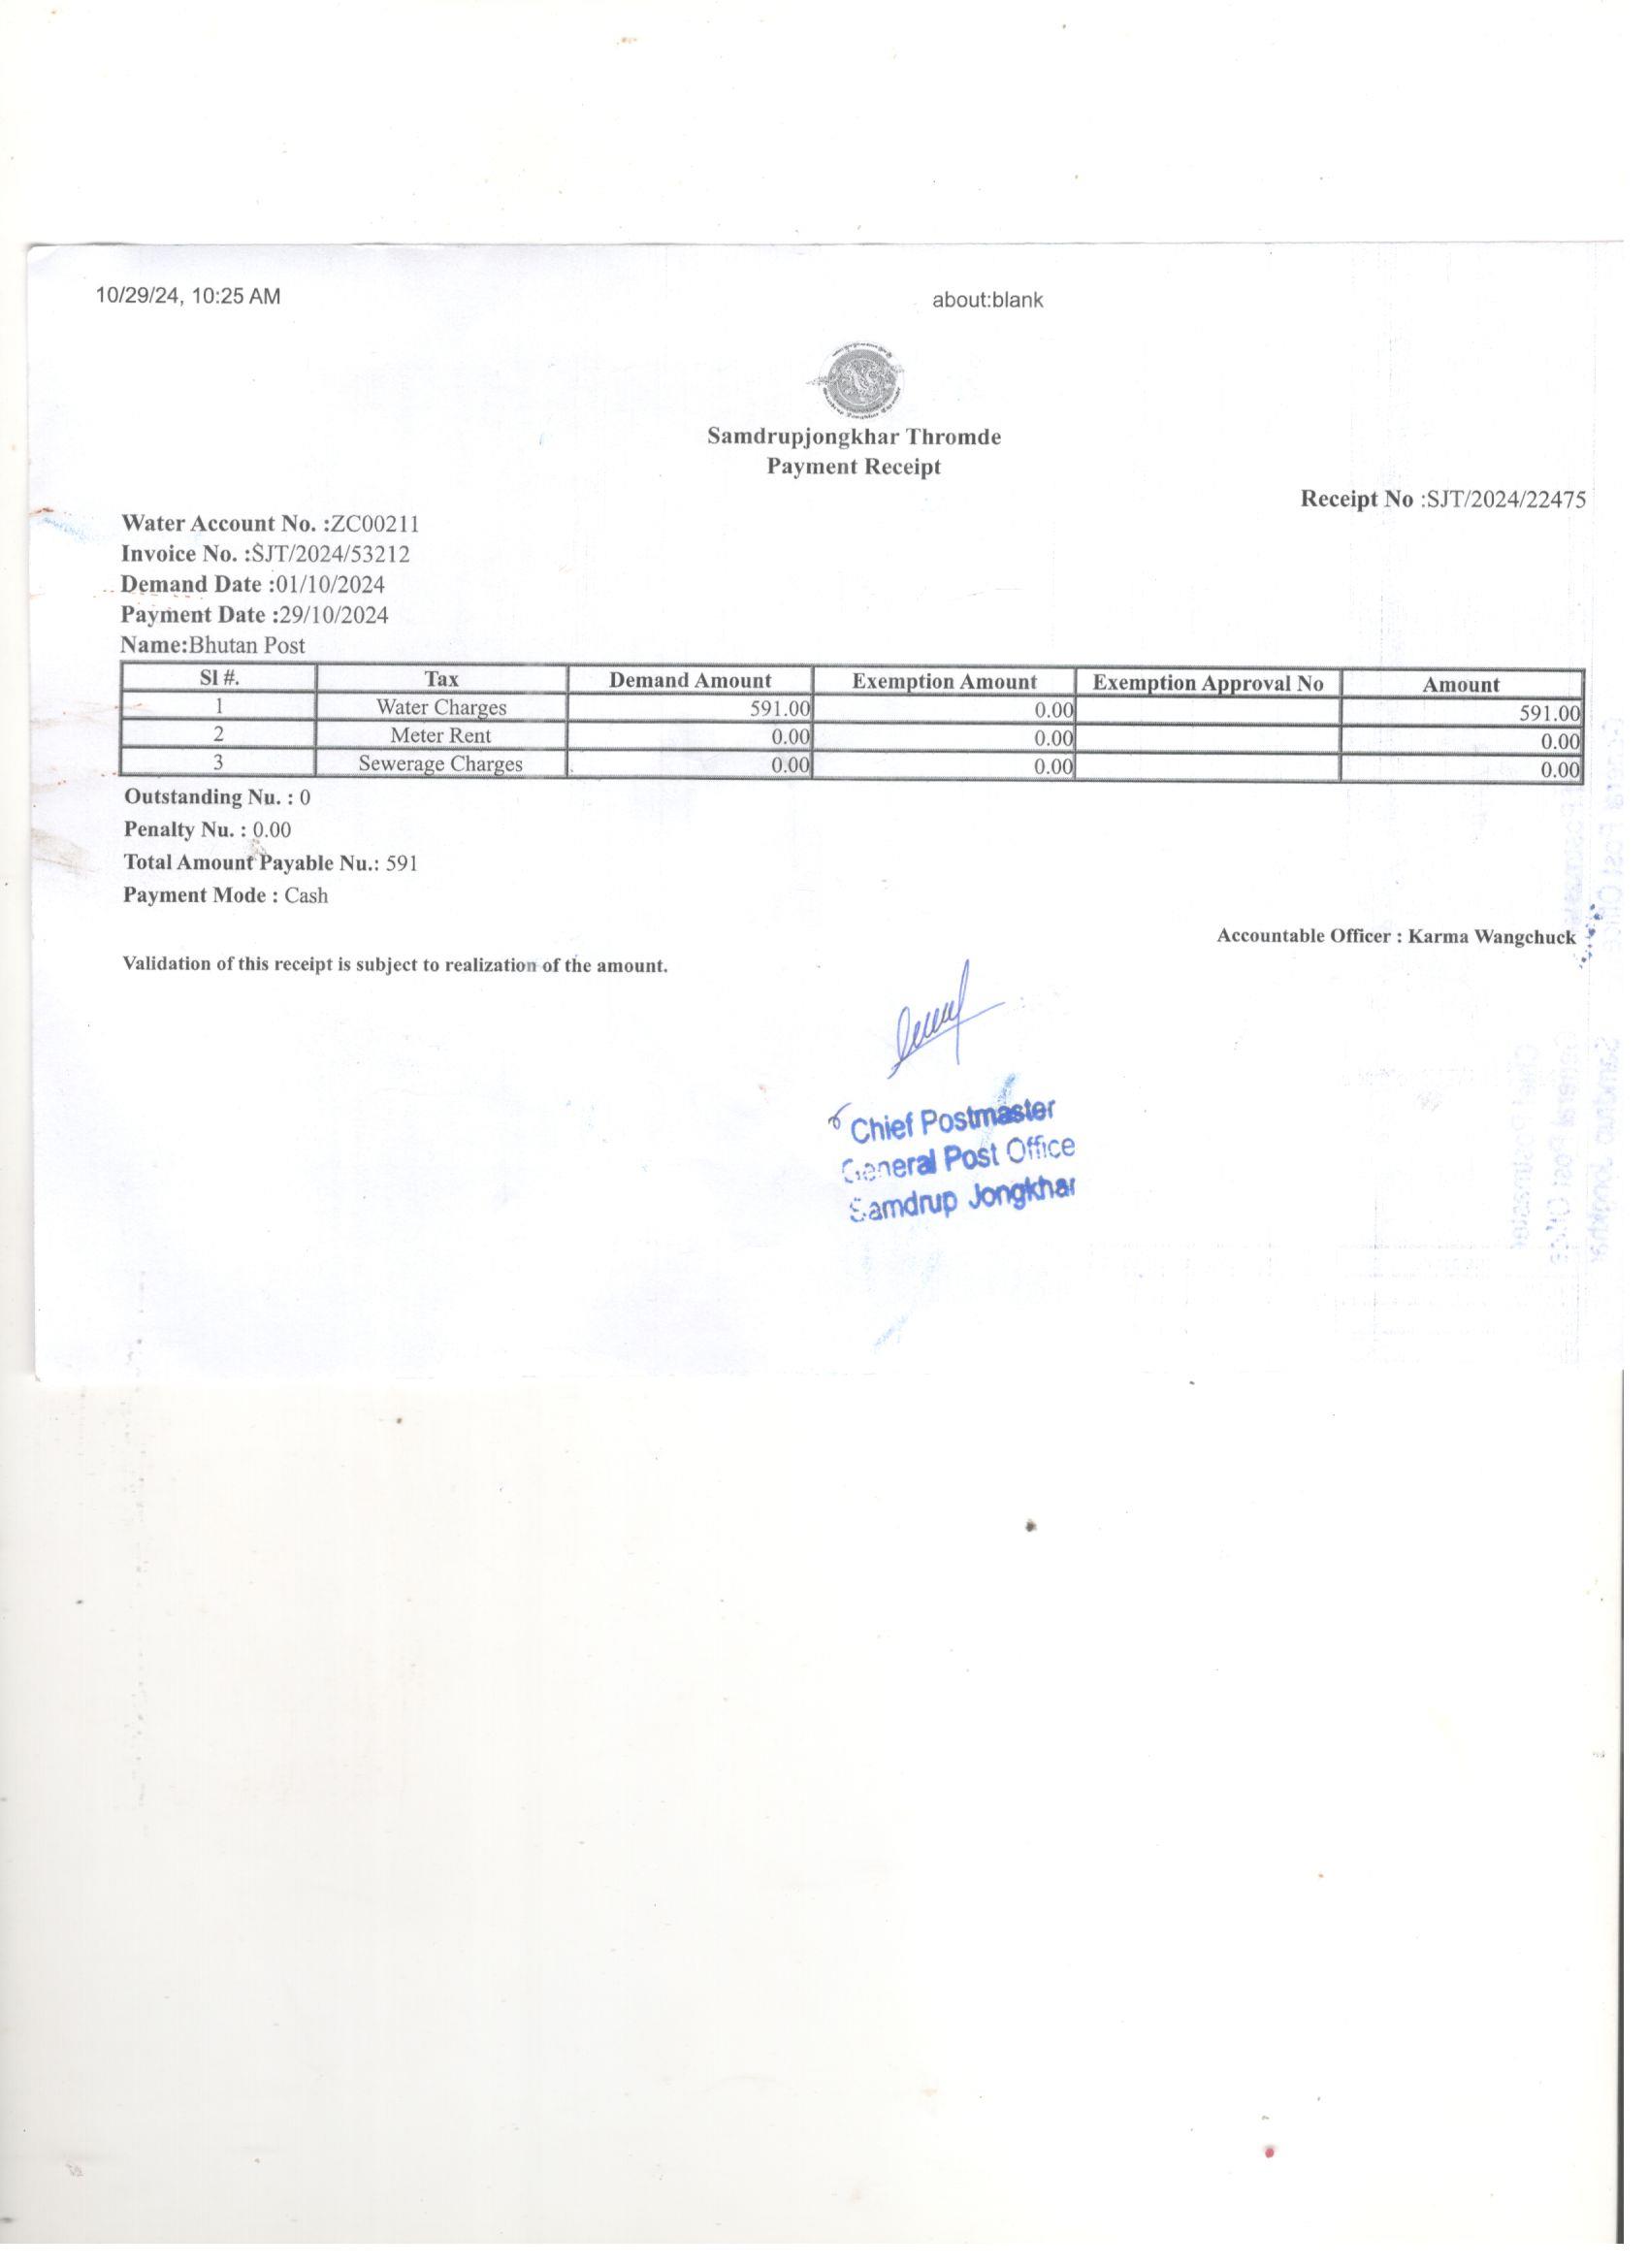 10/29/24, 10:25 AM about:blank
Samdrupjongkhar Thromde
Payment Receipt
Receipt No :SJT/2024/22475
Water Account No. :ZC00211
Invoice No. :SJT/2024/53212
Demand Date :01/10/2024
Payment Date :29/10/2024
Name:Bhutan Post
Sl #. Tax Demand Amount Exemption Amount Exemption Approval No Amount
1 Water Charges 591.00 0.00 591.00
2 Meter Rent 0.00 0.00 0.00
3 Sewerage Charges 0.00 0.00 0.00
Outstanding Nu. : 0
Penalty Nu. : 0.00
Total Amount Payable Nu.: 591
Payment Mode : Cash
Accountable Officer : Karma Wangchuck
Validation of this receipt is subject to realization of the amount.
Chief Postmaster
General Post Office
Samdrup Jongkhar